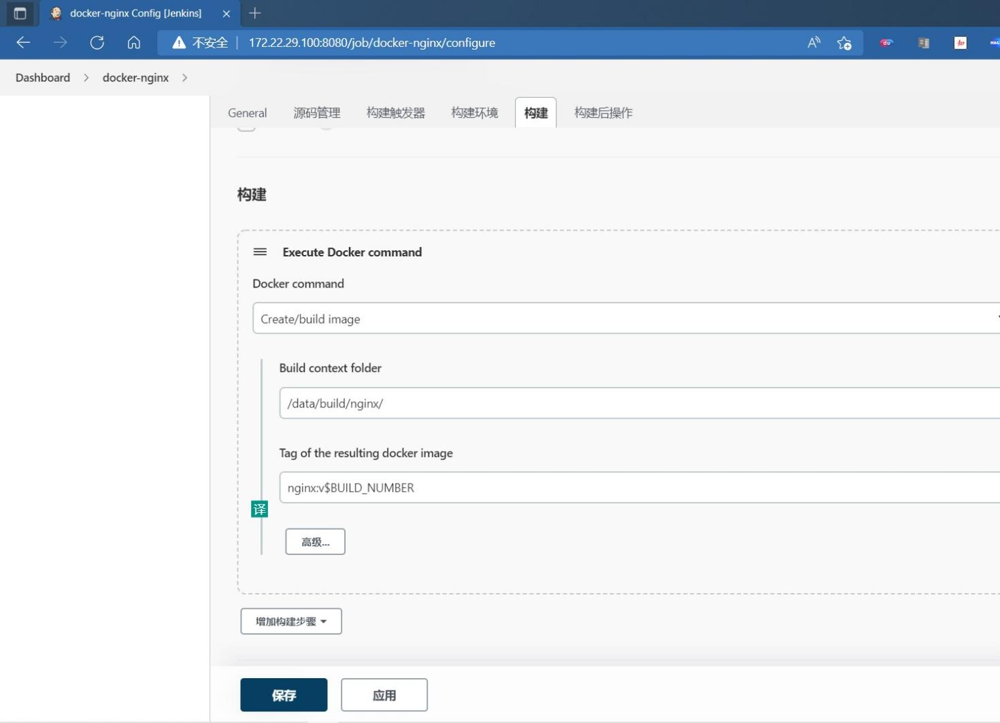 docker-nginx Config [Jenkins]
不安全
172.22.29.100:8080/job/docker-nginx/configure
Dashboard
docker-nginx
General
源码管理
构建触发器
构建环境
构建
构建后操作
构建
Execute Docker command
Docker command
Create/build image
Build context folder
/data/build/nginx/
Tag of the resulting docker image
nginx:v$BUILD_NUMBER
译
高级...
增加构建步骤
保存
应用